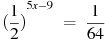 (1/2)^{5x-9} = 1/64